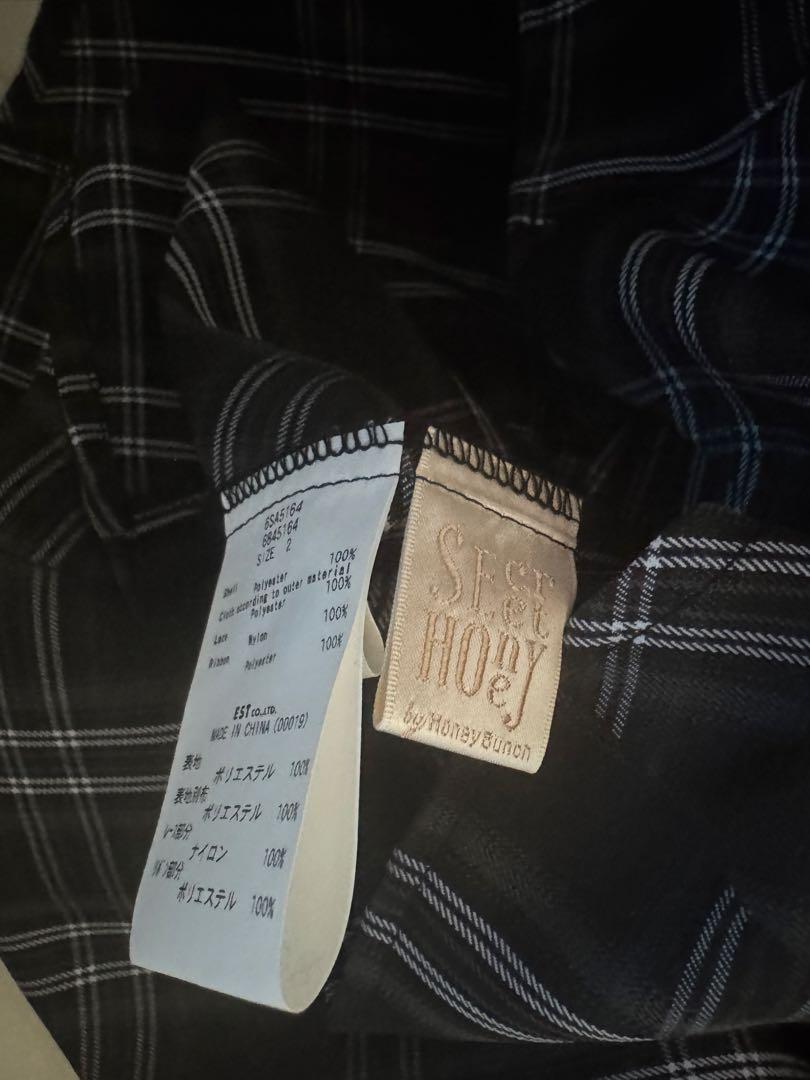 6SA5164
6845164
SIZE 2
Shell Polyester 100%
Cloth according to outer material
Polyester 100%
Lace Nylon 100%
Ribbon Polyester 100%
EST CO.,LTD.
MADE IN CHINA (00019)
表地
ポリエステル 100%
表地別布
ポリエステル 100%
レース部分
ナイロン 100%
リボン部分
ポリエステル 100%
SECret
HOneY
by Honey Bunch